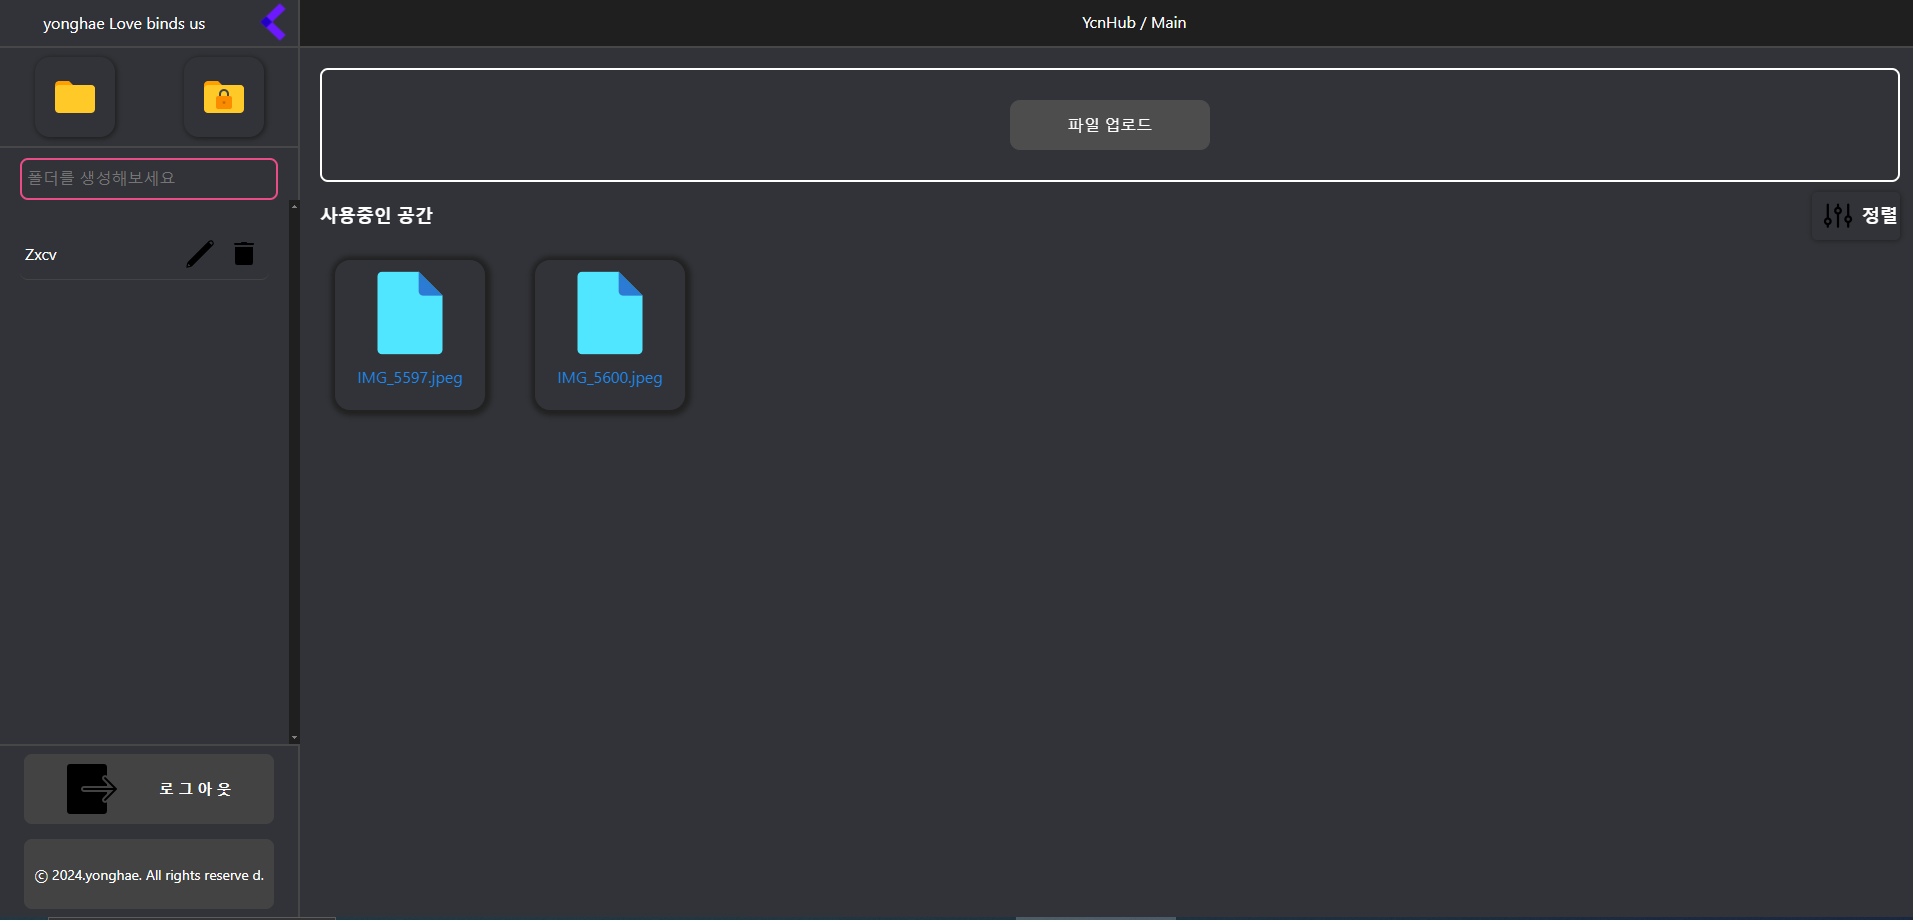 yonghae Love binds us
YcnHub / Main
폴더를 생성해보세요
Zxcv
로 그 아 웃
© 2024.yonghae. All rights reserve d.
파일 업로드
사용중인 공간
정렬
IMG_5597.jpeg
IMG_5600.jpeg